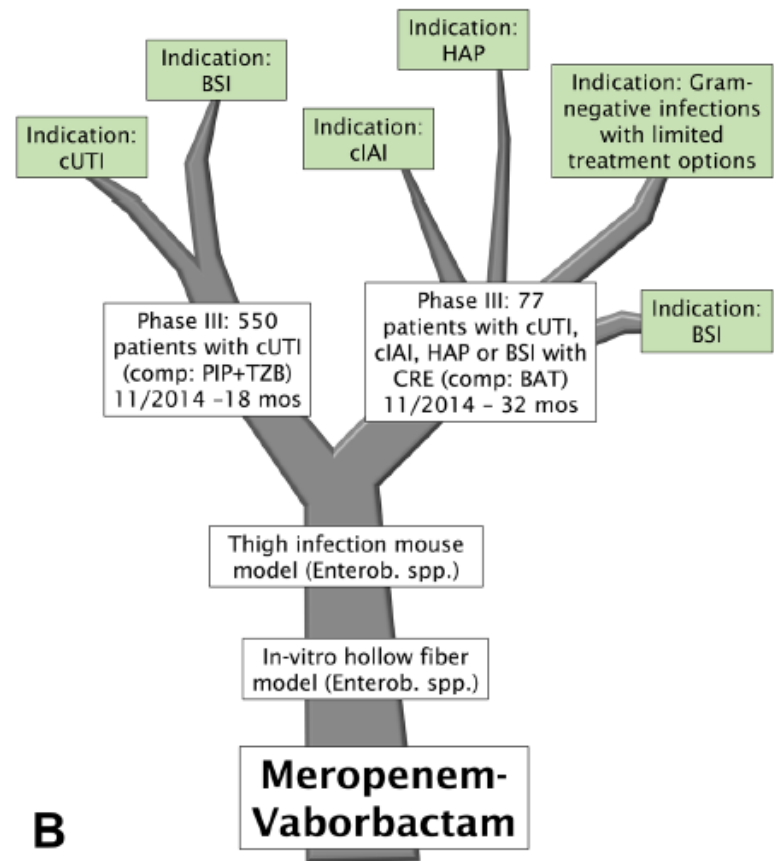 Indication:
HAP
Indication:
BSI
Indication: Gram-
negative infections
with limited
treatment options
Indication:
cUTI
Indication:
cIAI
Phase III: 550
patients with cUTI
(comp: PIP+TZB)
11/2014 –18 mos
Phase III: 77
patients with cUTI,
cIAI, HAP or BSI with
CRE (comp: BAT)
11/2014 – 32 mos
Indication:
BSI
Thigh infection mouse
model (Enterob. spp.)
In-vitro hollow fiber
model (Enterob. spp.)
Meropenem-
Vaborbactam
B